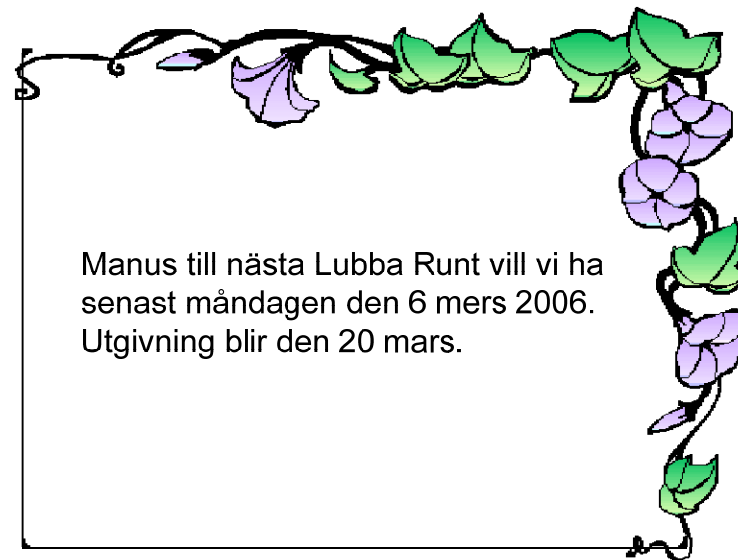 Manus till nästa Lubba Runt vill vi ha
senast måndagen den 6 mers 2006.
Utgivning blir den 20 mars.